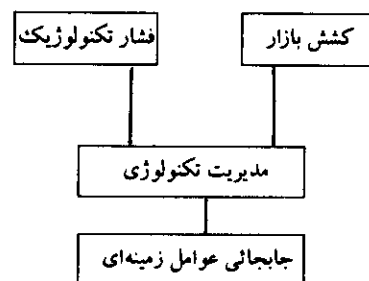 کشش بازار
فشار تکنولوژیک
مدیریت تکنولوژی
جابجائی عوامل زمینه‌ای